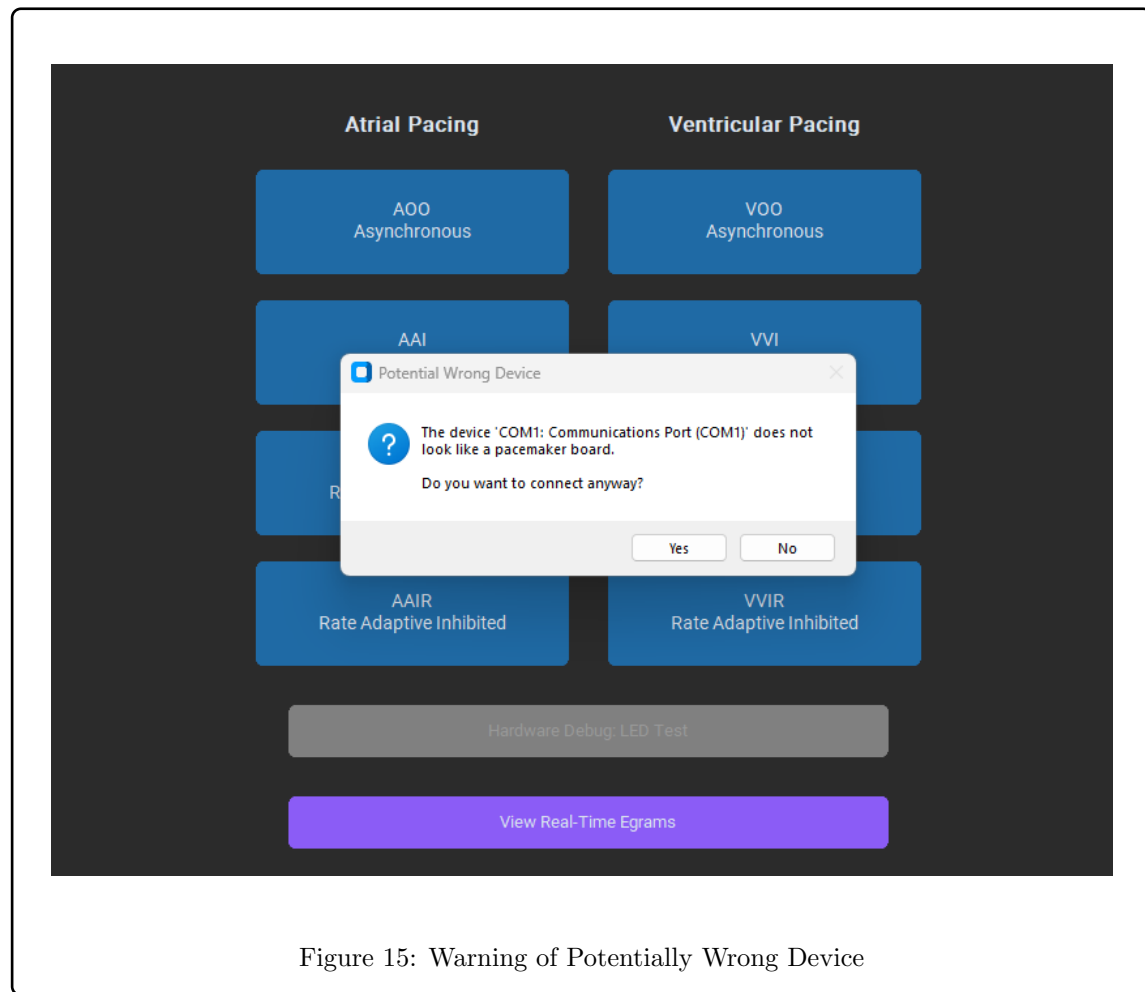 Atrial Pacing
Ventricular Pacing
AOO
Asynchronous
VOO
Asynchronous
AAI
VVI
Potential Wrong Device
The device 'COM1: Communications Port (COM1)' does not
look like a pacemaker board.
Do you want to connect anyway?
Yes
No
R
AAIR
Rate Adaptive Inhibited
VVIR
Rate Adaptive Inhibited
Hardware Debug: LED Test
View Real-Time Egrams
Figure 15: Warning of Potentially Wrong Device